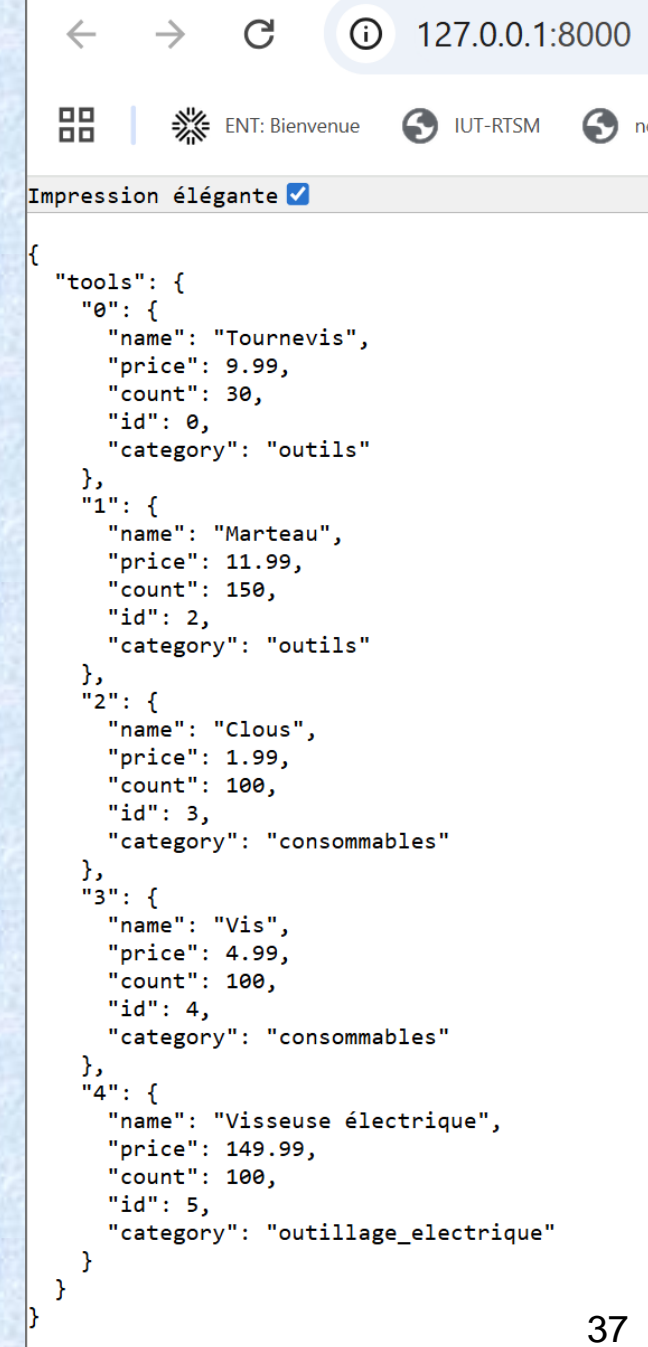 127.0.0.1:8000
ENT: Bienvenue IUT-RTSM
Impression élégante
{
  "tools": {
    "0": {
      "name": "Tournevis",
      "price": 9.99,
      "count": 30,
      "id": 0,
      "category": "outils"
    },
    "1": {
      "name": "Marteau",
      "price": 11.99,
      "count": 150,
      "id": 2,
      "category": "outils"
    },
    "2": {
      "name": "Clous",
      "price": 1.99,
      "count": 100,
      "id": 3,
      "category": "consommables"
    },
    "3": {
      "name": "Vis",
      "price": 4.99,
      "count": 100,
      "id": 4,
      "category": "consommables"
    },
    "4": {
      "name": "Visseuse électrique",
      "price": 149.99,
      "count": 100,
      "id": 5,
      "category": "outillage_electrique"
    }
  }
}
37